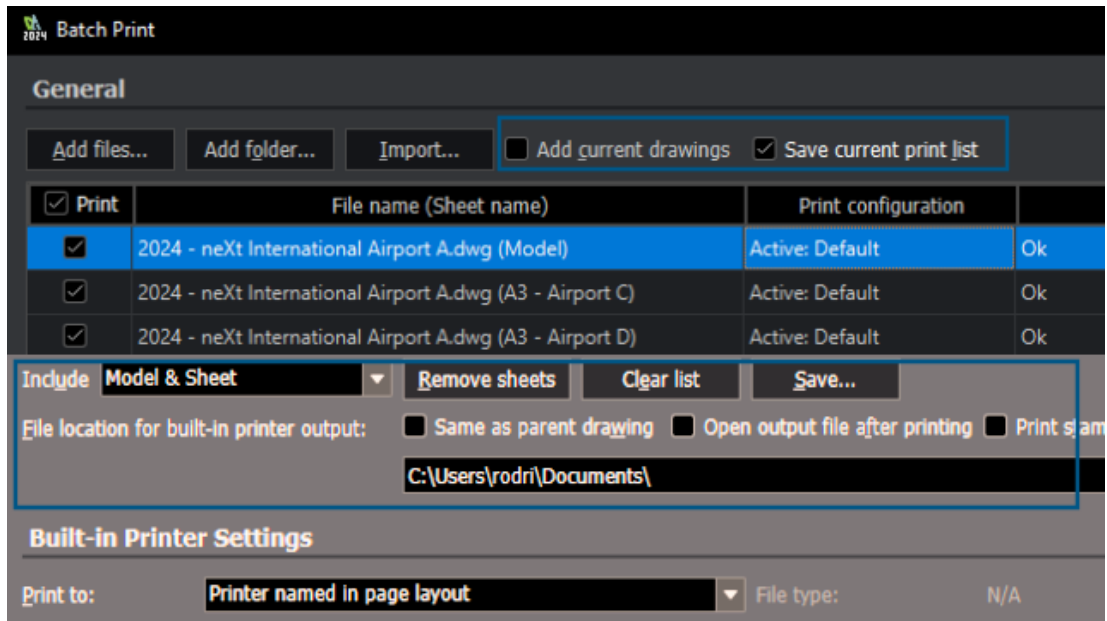 2024 Batch Print
General
Add files... Add folder... Import... Add current drawings Save current print list
Print File name (Sheet name) Print configuration
2024 - neXt International Airport A.dwg (Model) Active: Default Ok
2024 - neXt International Airport A.dwg (A3 - Airport C) Active: Default Ok
2024 - neXt International Airport A.dwg (A3 - Airport D) Active: Default Ok
Include Model & Sheet Remove sheets Clear list Save...
File location for built-in printer output: Same as parent drawing Open output file after printing Print
C:\Users\rodri\Documents\
Built-in Printer Settings
Print to: Printer named in page layout File type: N/A